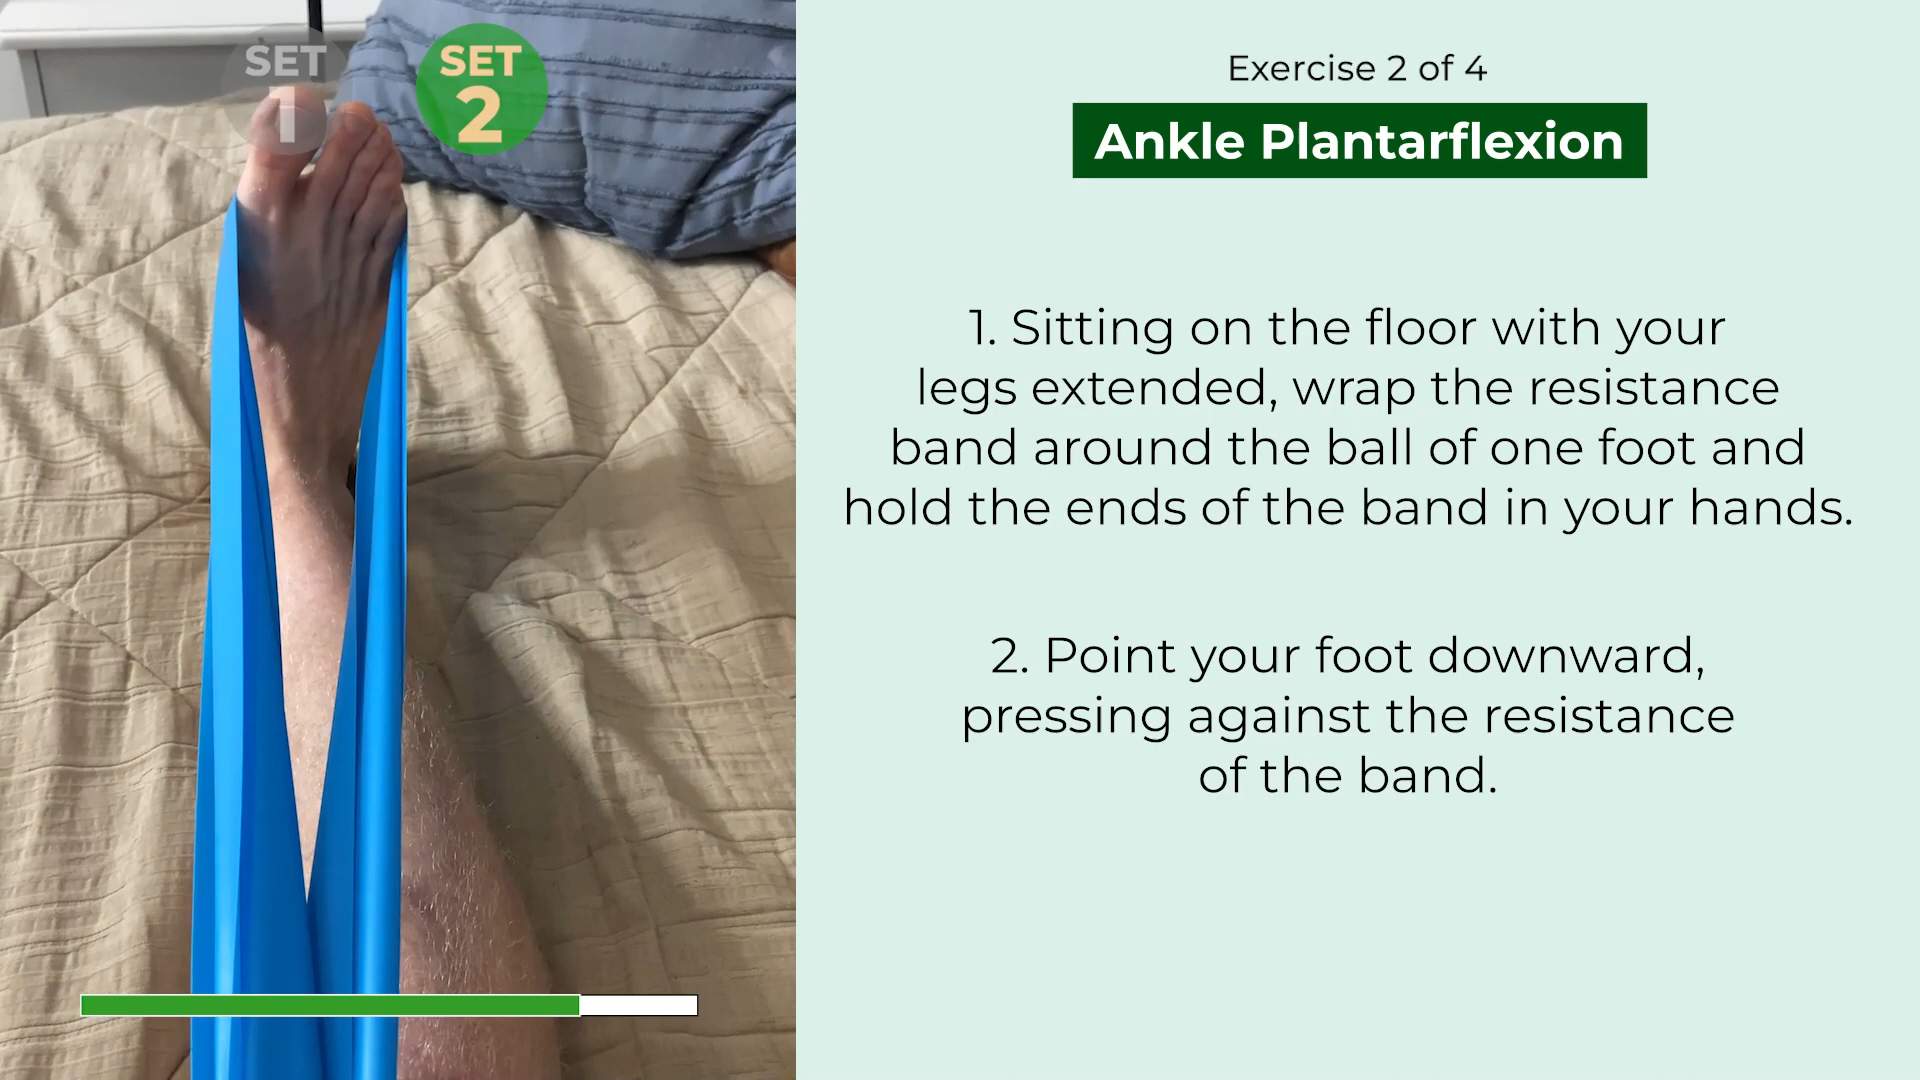 SET
1
SET
2
Exercise 2 of 4
Ankle Plantarflexion
1. Sitting on the floor with your
legs extended, wrap the resistance
band around the ball of one foot and
hold the ends of the band in your hands.
2. Point your foot downward,
pressing against the resistance
of the band.